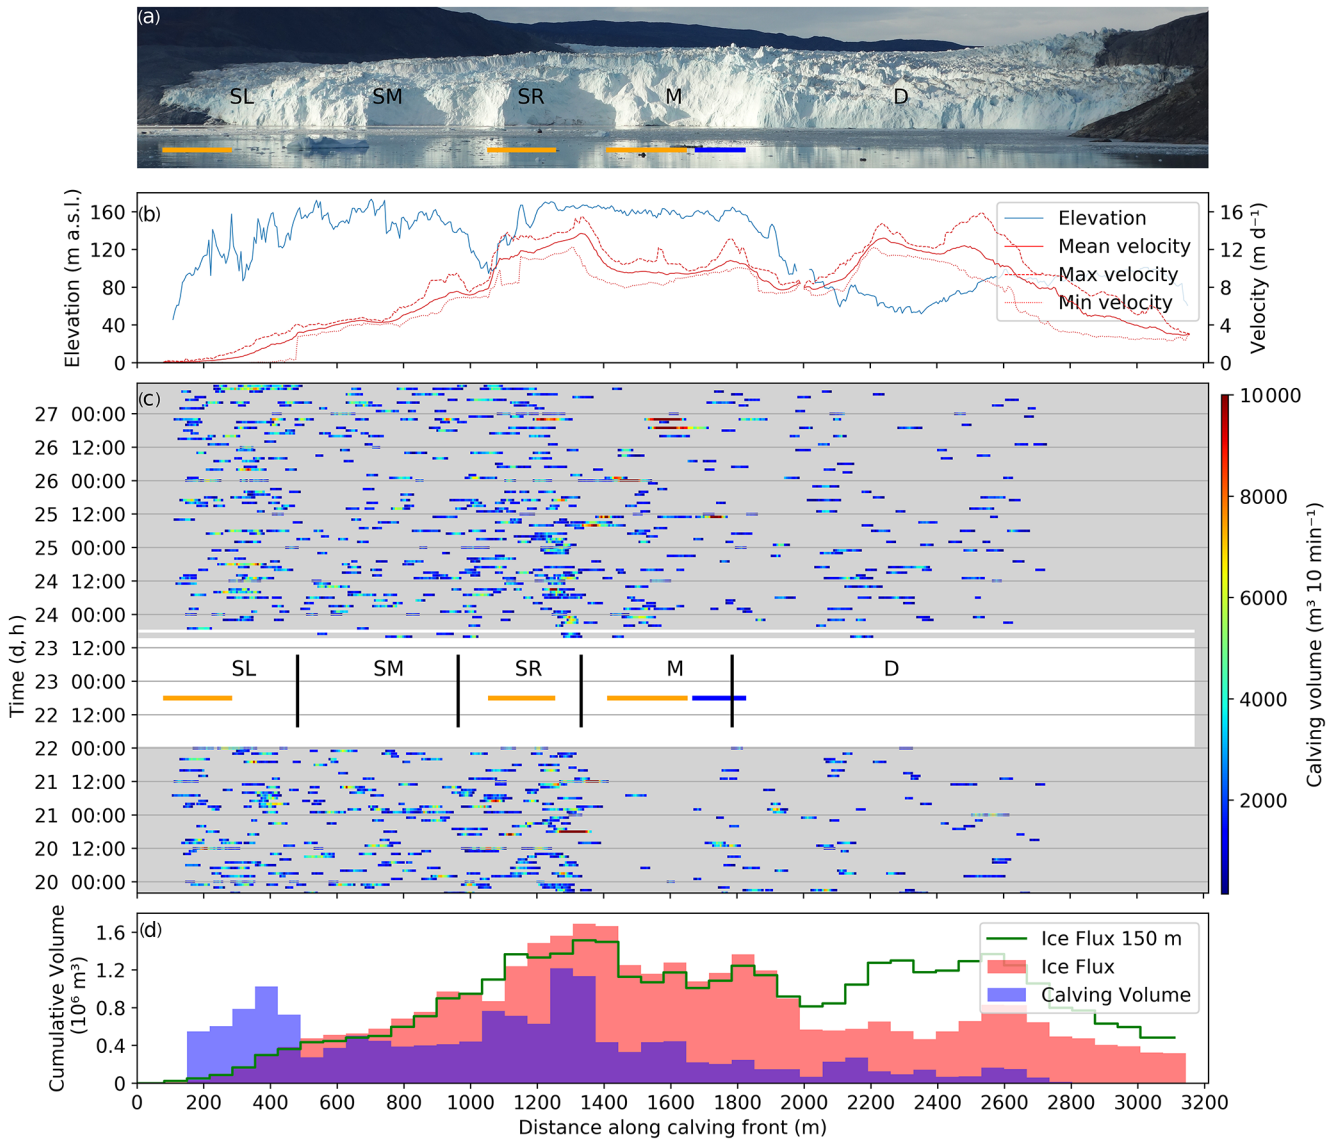 (a)
SL SM SR M D
(b)
Elevation (m a.s.l.)
160
120
80
40
0
Elevation
Mean velocity
Max velocity
Min velocity
16
12
8
4
0
Velocity (m d⁻¹)
(c)
Time (d, h)
27 00:00
26 12:00
26 00:00
25 12:00
25 00:00
24 12:00
24 00:00
23 12:00
23 00:00
22 12:00
22 00:00
21 12:00
21 00:00
20 12:00
20 00:00
SL SM SR M D
10000
8000
6000
4000
2000
Calving volume (m³ 10 min⁻¹)
(d)
Cumulative Volume
(10⁶ m³)
1.6
1.2
0.8
0.4
0
Ice Flux 150 m
Ice Flux
Calving Volume
0 200 400 600 800 1000 1200 1400 1600 1800 2000 2200 2400 2600 2800 3000 3200
Distance along calving front (m)